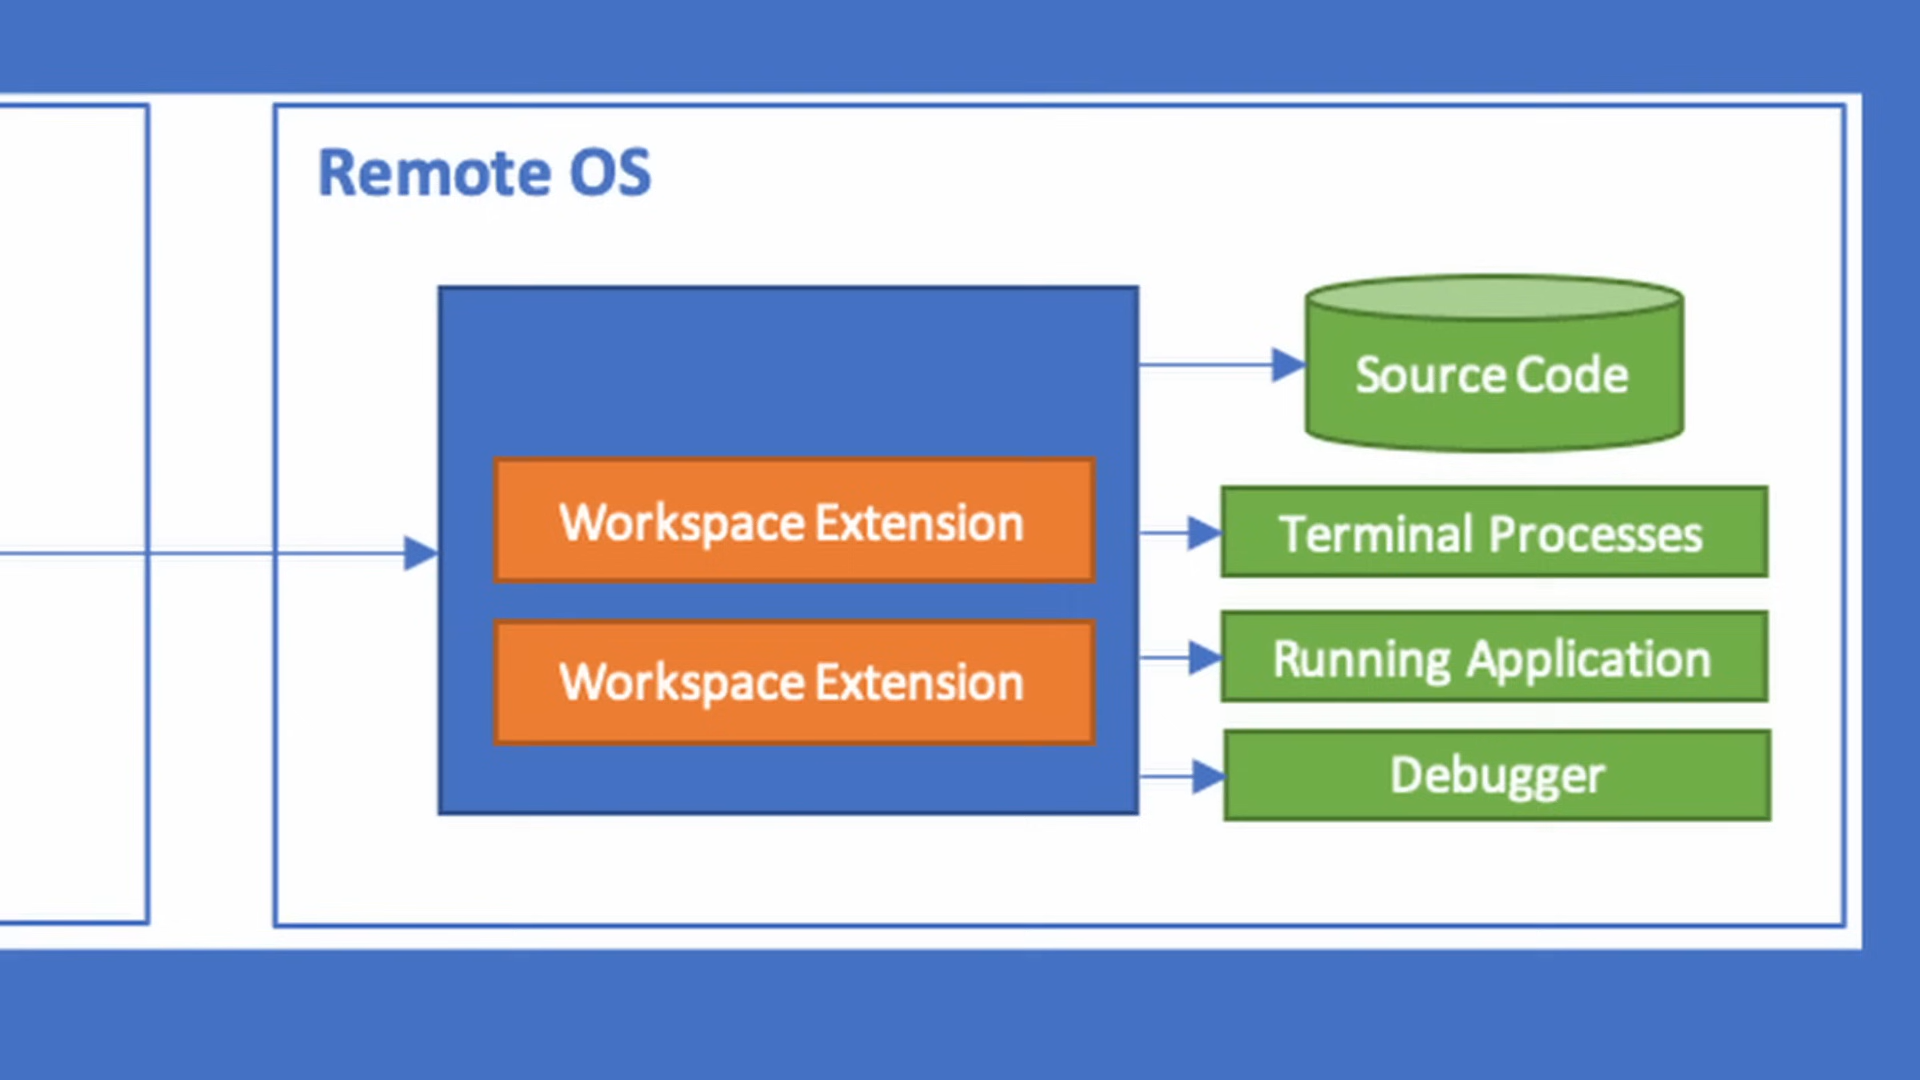 Remote OS
Source Code
Workspace Extension
Terminal Processes
Workspace Extension
Running Application
Debugger